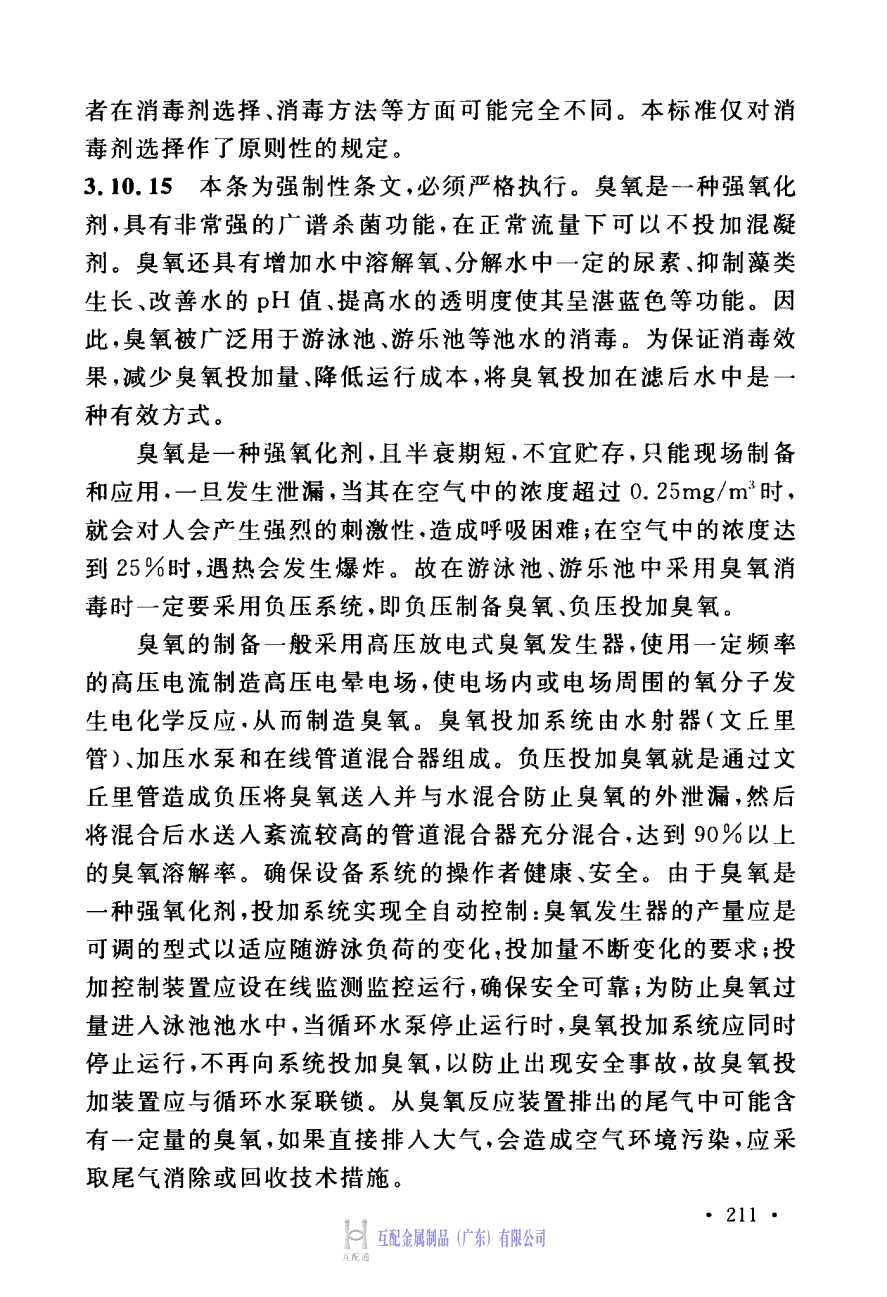 者在消毒剂选择、消毒方法等方面可能完全不同。本标准仅对消
毒剂选择作了原则性的规定。
3.10.15 本条为强制性条文,必须严格执行。臭氧是一种强氧化
剂,具有非常强的广谱杀菌功能,在正常流量下可以不投加混凝
剂。臭氧还具有增加水中溶解氧、分解水中一定的尿素、抑制藻类
生长、改善水的 pH 值、提高水的透明度使其呈湛蓝色等功能。因
此,臭氧被广泛用于游泳池、游乐池等池水的消毒。为保证消毒效
果,减少臭氧投加量、降低运行成本,将臭氧投加在滤后水中是一
种有效方式。
臭氧是一种强氧化剂,且半衰期短,不宜贮存,只能现场制备
和应用,一旦发生泄漏,当其在空气中的浓度超过 0.25mg/m³时,
就会对人会产生强烈的刺激性,造成呼吸困难;在空气中的浓度达
到 25%时,遇热会发生爆炸。故在游泳池、游乐池中采用臭氧消
毒时一定要采用负压系统,即负压制备臭氧、负压投加臭氧。
臭氧的制备一般采用高压放电式臭氧发生器,使用一定频率
的高压电流制造高压电晕电场,使电场内或电场周围的氧分子发
生电化学反应,从而制造臭氧。臭氧投加系统由水射器(文丘里
管)、加压水泵和在线管道混合器组成。负压投加臭氧就是通过文
丘里管造成负压将臭氧送入并与水混合防止臭氧的外泄漏,然后
将混合后水送入紊流较高的管道混合器充分混合,达到 90%以上
的臭氧溶解率。确保设备系统的操作者健康、安全。由于臭氧是
一种强氧化剂,投加系统实现全自动控制:臭氧发生器的产量应是
可调的型式以适应随游泳负荷的变化,投加量不断变化的要求;投
加控制装置应设在线监测监控运行,确保安全可靠;为防止臭氧过
量进入泳池池水中,当循环水泵停止运行时,臭氧投加系统应同时
停止运行,不再向系统投加臭氧,以防止出现安全事故,故臭氧投
加装置应与循环水泵联锁。从臭氧反应装置排出的尾气中可能含
有一定量的臭氧,如果直接排入大气,会造成空气环境污染,应采
取尾气消除或回收技术措施。
• 211 •
互配金属制品(广东)有限公司
互配通